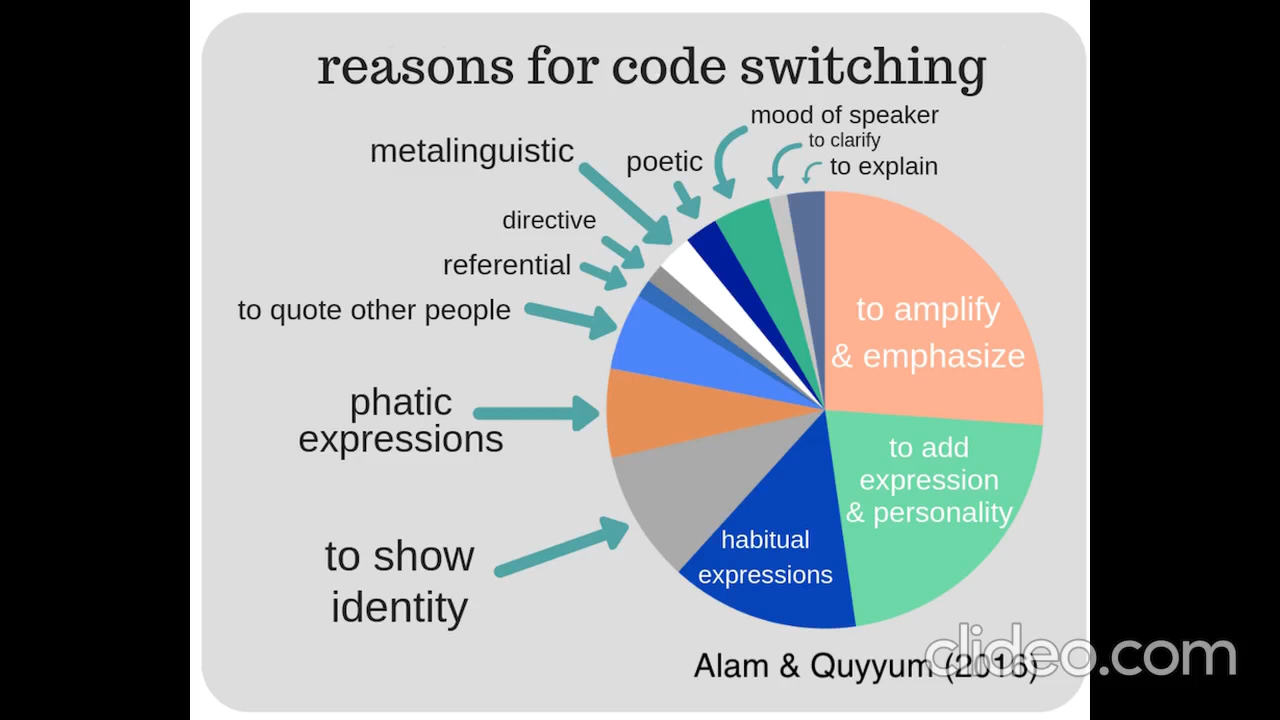 reasons for code switching
mood of speaker
to clarify
to explain
metalinguistic
poetic
directive
referential
to quote other people
phatic
expressions
to show
identity
to amplify
& emphasize
to add
expression
& personality
habitual
expressions
Alam & Quyyum (2016)
clideo.com